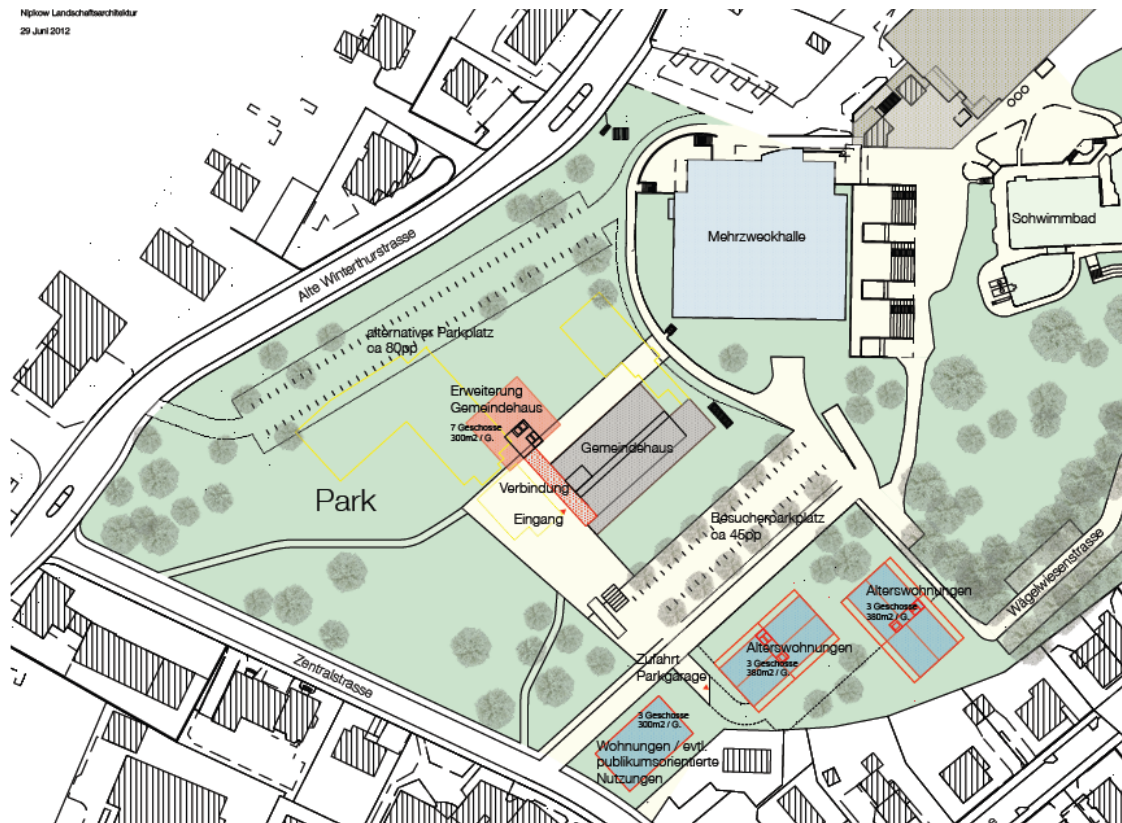 Nipkow Landschaftsarchitektur
29 Juni 2012
Alte Winterthurstrasse
Mehrzweckhalle
Schwimmbad
alternativer Parkplatz
ca 80pp
Erweiterung
Gemeindehaus
7 Geschosse
300m2 / G.
Gemeindehaus
Verbindung
Eingang
Park
Besucherparkplatz
ca 45pp
Wägelwiesenstrasse
Alterswohnungen
3 Geschosse
380m2 / G.
Alterswohnungen
3 Geschosse
380m2 / G.
Zufahrt
Parkgarage
Zentralstrasse
3 Geschosse
300m2 / G.
Wohnungen / evtl.
publikumsorientierte
Nutzungen